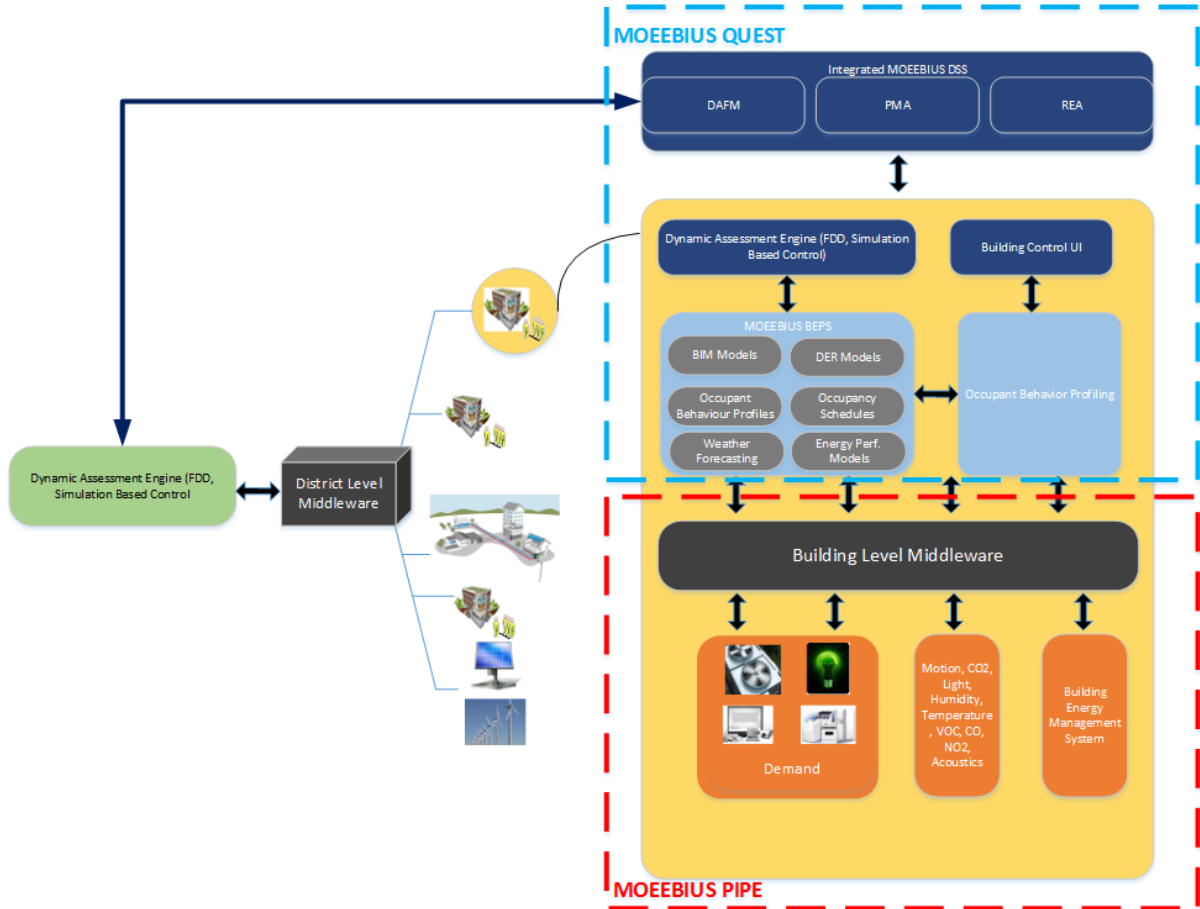 MOEEBIUS QUEST
Integrated MOEEBIUS DSS
DAFM
PMA
REA
Dynamic Assessment Engine (FDD, Simulation
Based Control)
Building Control UI
MOEEBIUS BEPS
BIM Models
DER Models
Occupant
Behaviour Profiles
Occupancy
Schedules
Weather
Forecasting
Energy Perf.
Models
Occupant Behavior Profiling
Dynamic Assessment Engine (FDD,
Simulation Based Control
District Level
Middleware
Building Level Middleware
Demand
Motion, CO2,
Light,
Humidity,
Temperature
, VOC, CO,
NO2,
Acoustics
Building
Energy
Management
System
MOEEBIUS PIPE